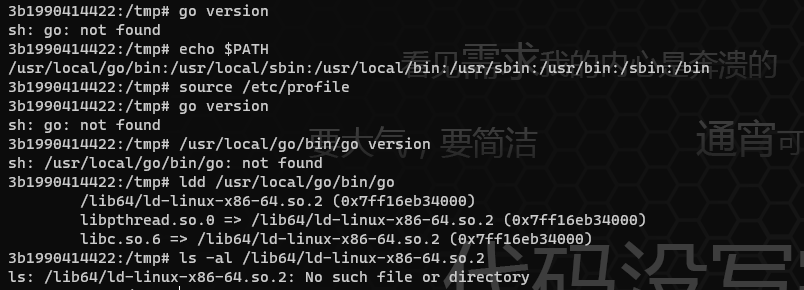 3b1990414422:/tmp# go version
sh: go: not found
3b1990414422:/tmp# echo $PATH
/usr/local/go/bin:/usr/local/sbin:/usr/local/bin:/usr/sbin:/usr/bin:/sbin:/bin
看见需求我的内心是奔溃的
3b1990414422:/tmp# source /etc/profile
3b1990414422:/tmp# go version
sh: go: not found
要大气，要简洁
通宵可
3b1990414422:/tmp# /usr/local/go/bin/go version
sh: /usr/local/go/bin/go: not found
3b1990414422:/tmp# ldd /usr/local/go/bin/go
/lib64/ld-linux-x86-64.so.2 (0x7ff16eb34000)
libpthread.so.0 => /lib64/ld-linux-x86-64.so.2 (0x7ff16eb34000)
libc.so.6 => /lib64/ld-linux-x86-64.so.2 (0x7ff16eb34000)
3b1990414422:/tmp# ls -al /lib64/ld-linux-x86-64.so.2
ls: /lib64/ld-linux-x86-64.so.2: No such file or directory
代码没写